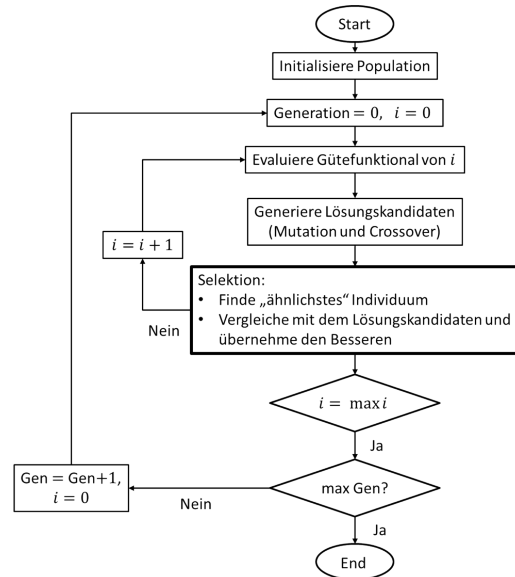 Start
Initialisiere Population
Generation = 0, i = 0
Evaluiere Gütefunktional von i
Generiere Lösungskandidaten
(Mutation und Crossover)
i = i + 1
Selektion:
• Finde „ähnlichstes“ Individuum
• Vergleiche mit dem Lösungskandidaten und
übernehme den Besseren
Nein
i = max i
Ja
Gen = Gen+1,
i = 0
Nein
max Gen?
Ja
End